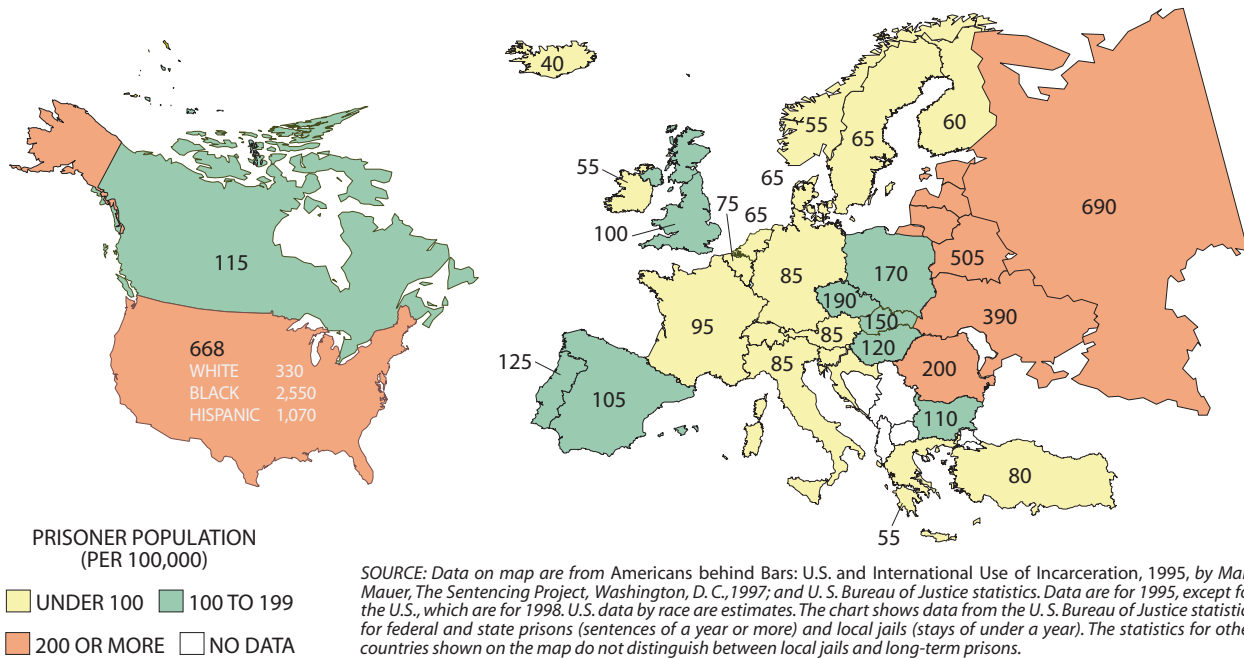 40
55
65
60
55
65
75
65
100
690
115
85
170
505
190
95
150
390
85
120
668
WHITE 330
BLACK 2,550
HISPANIC 1,070
125
85
200
105
110
80
55
PRISONER POPULATION
(PER 100,000)
UNDER 100
100 TO 199
200 OR MORE
NO DATA
SOURCE: Data on map are from Americans behind Bars: U.S. and International Use of Incarceration, 1995, by
Mauer, The Sentencing Project, Washington, D. C., 1997; and U. S. Bureau of Justice statistics. Data are for 1995, except
the U.S., which are for 1998. U.S. data by race are estimates. The chart shows data from the U. S. Bureau of Justice
for federal and state prisons (sentences of a year or more) and local jails (stays of under a year). The statistics for
countries shown on the map do not distinguish between local jails and long-term prisons.